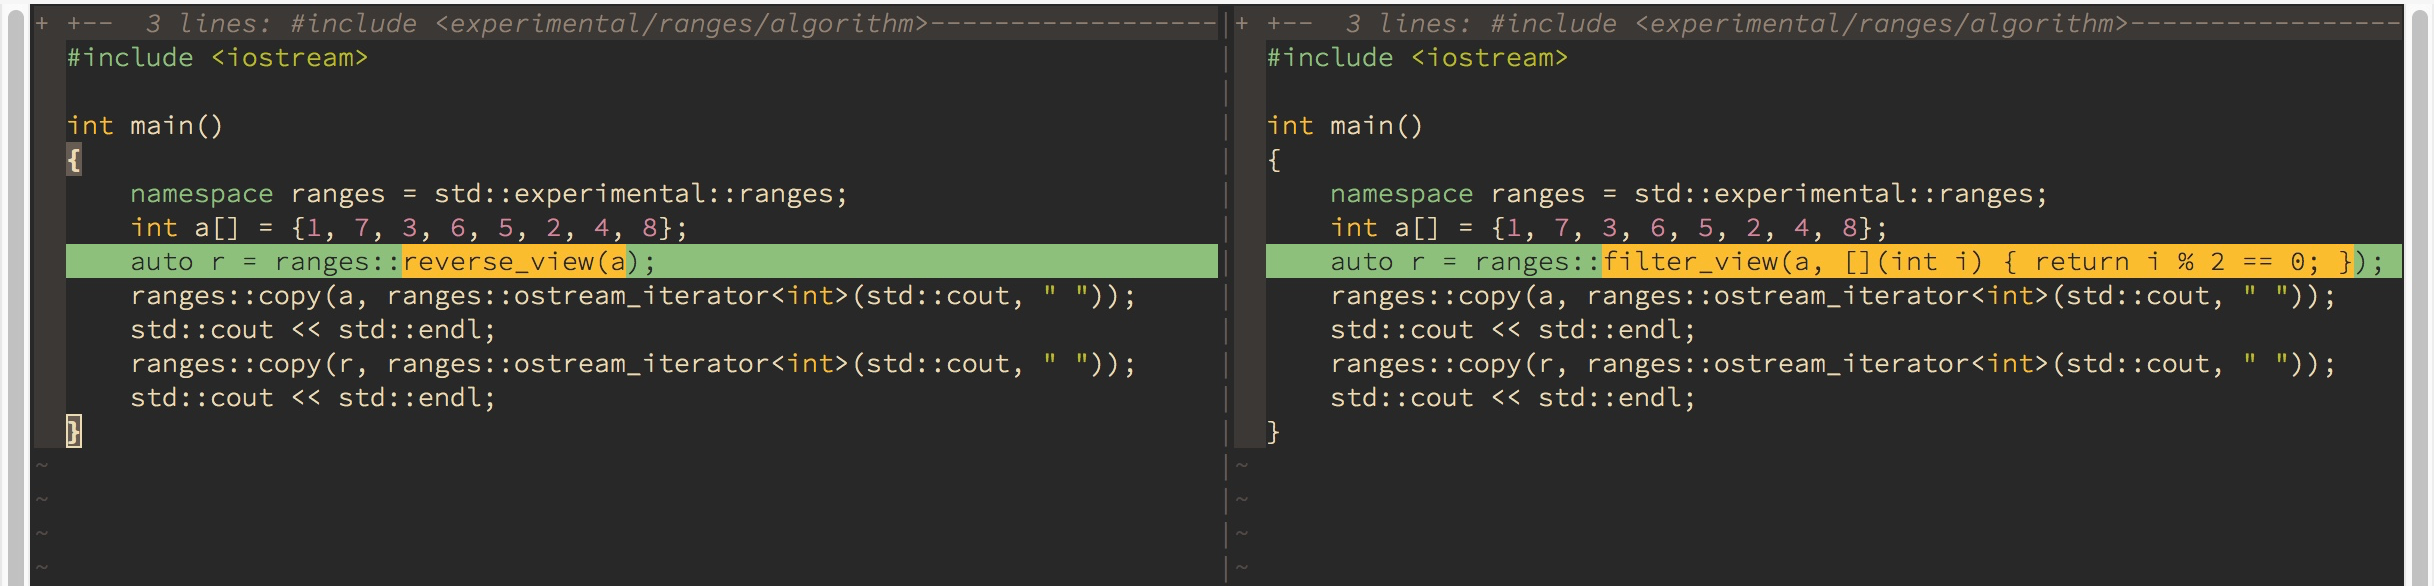 + +--  3 lines: #include <experimental/ranges/algorithm>------------------
#include <iostream>
int main()
{
    namespace ranges = std::experimental::ranges;
    int a[] = {1, 7, 3, 6, 5, 2, 4, 8};
    auto r = ranges::reverse_view(a);
    ranges::copy(a, ranges::ostream_iterator<int>(std::cout, " "));
    std::cout << std::endl;
    ranges::copy(r, ranges::ostream_iterator<int>(std::cout, " "));
    std::cout << std::endl;
}
~
~
~
~
+ +--  3 lines: #include <experimental/ranges/algorithm>-----------------
#include <iostream>
int main()
{
    namespace ranges = std::experimental::ranges;
    int a[] = {1, 7, 3, 6, 5, 2, 4, 8};
    auto r = ranges::filter_view(a, [](int i) { return i % 2 == 0; });
    ranges::copy(a, ranges::ostream_iterator<int>(std::cout, " "));
    std::cout << std::endl;
    ranges::copy(r, ranges::ostream_iterator<int>(std::cout, " "));
    std::cout << std::endl;
}
~
~
~
~